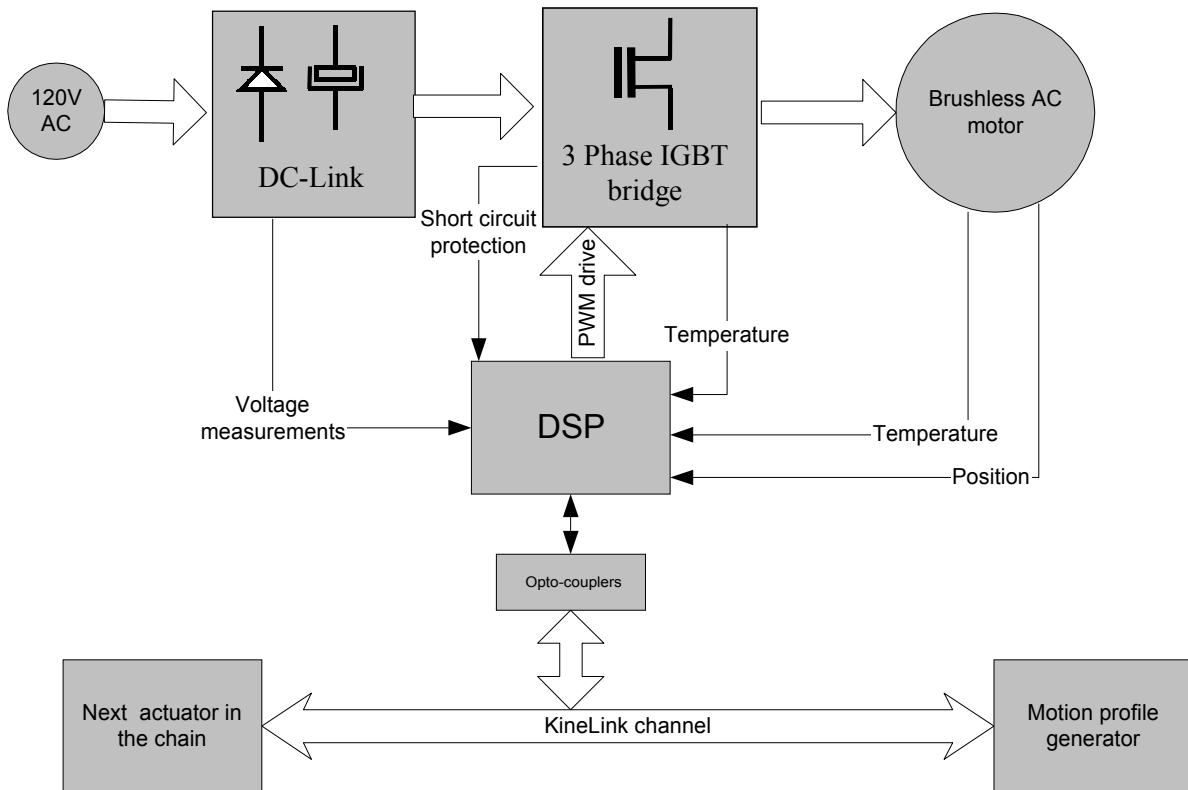 120V
AC
DC-Link
3 Phase IGBT
bridge
Brushless AC
motor
Short circuit
protection
PWM drive
Temperature
Voltage
measurements
DSP
Temperature
Position
Opto-couplers
Next actuator in
the chain
KineLink channel
Motion profile
generator